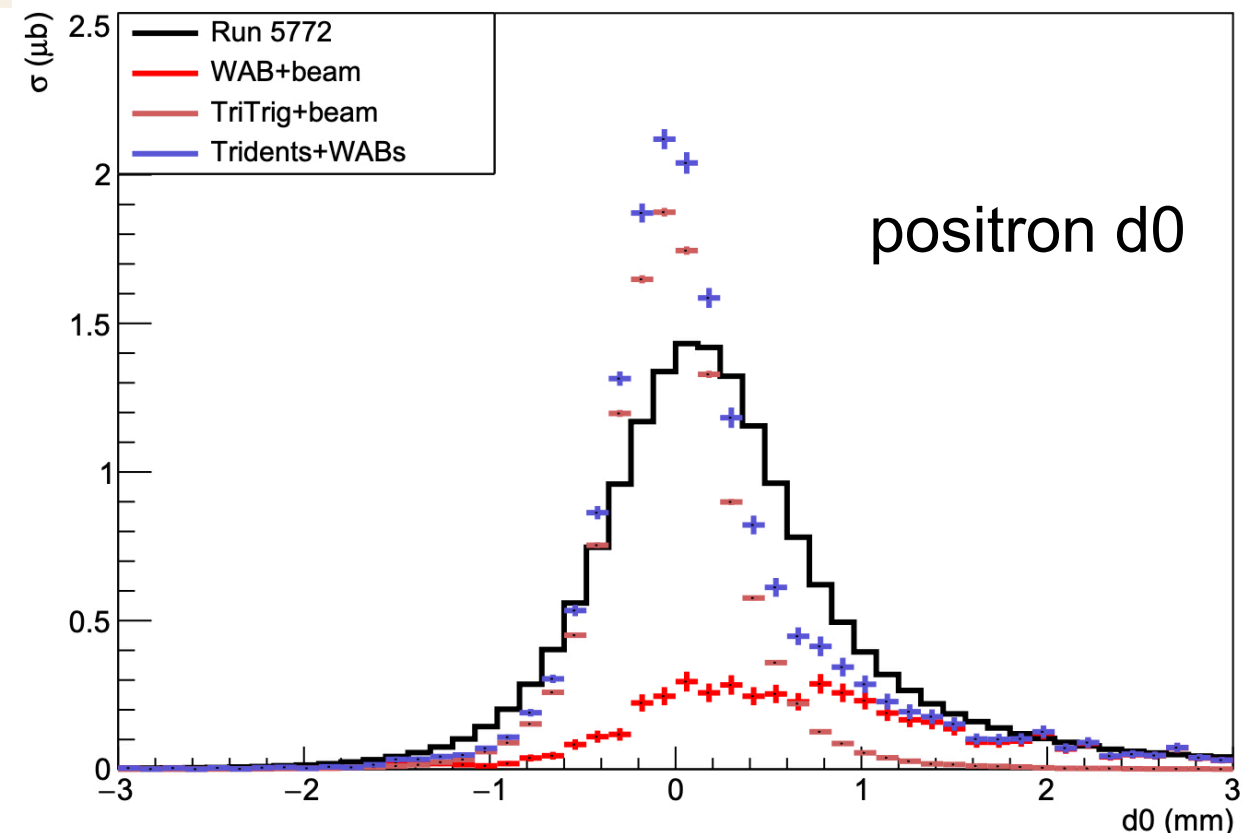 2.5
σ (μb)
Run 5772
WAB+beam
TriTrig+beam
Tridents+WABs
2
positron d0
1.5
1
0.5
0
−3 −2 −1 0 1 2 3
d0 (mm)